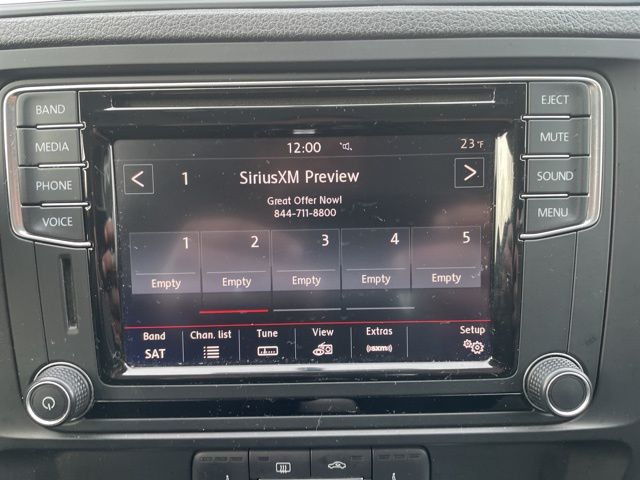 BAND
MEDIA
PHONE
VOICE
EJECT
MUTE
SOUND
MENU
12:00
23°F
< 1 SiriusXM Preview >
Great Offer Now!
844-711-8800
1 2 3 4 5
Empty Empty Empty Empty Empty
Band Chan. list Tune View Extras Setup
SAT ((SXM))